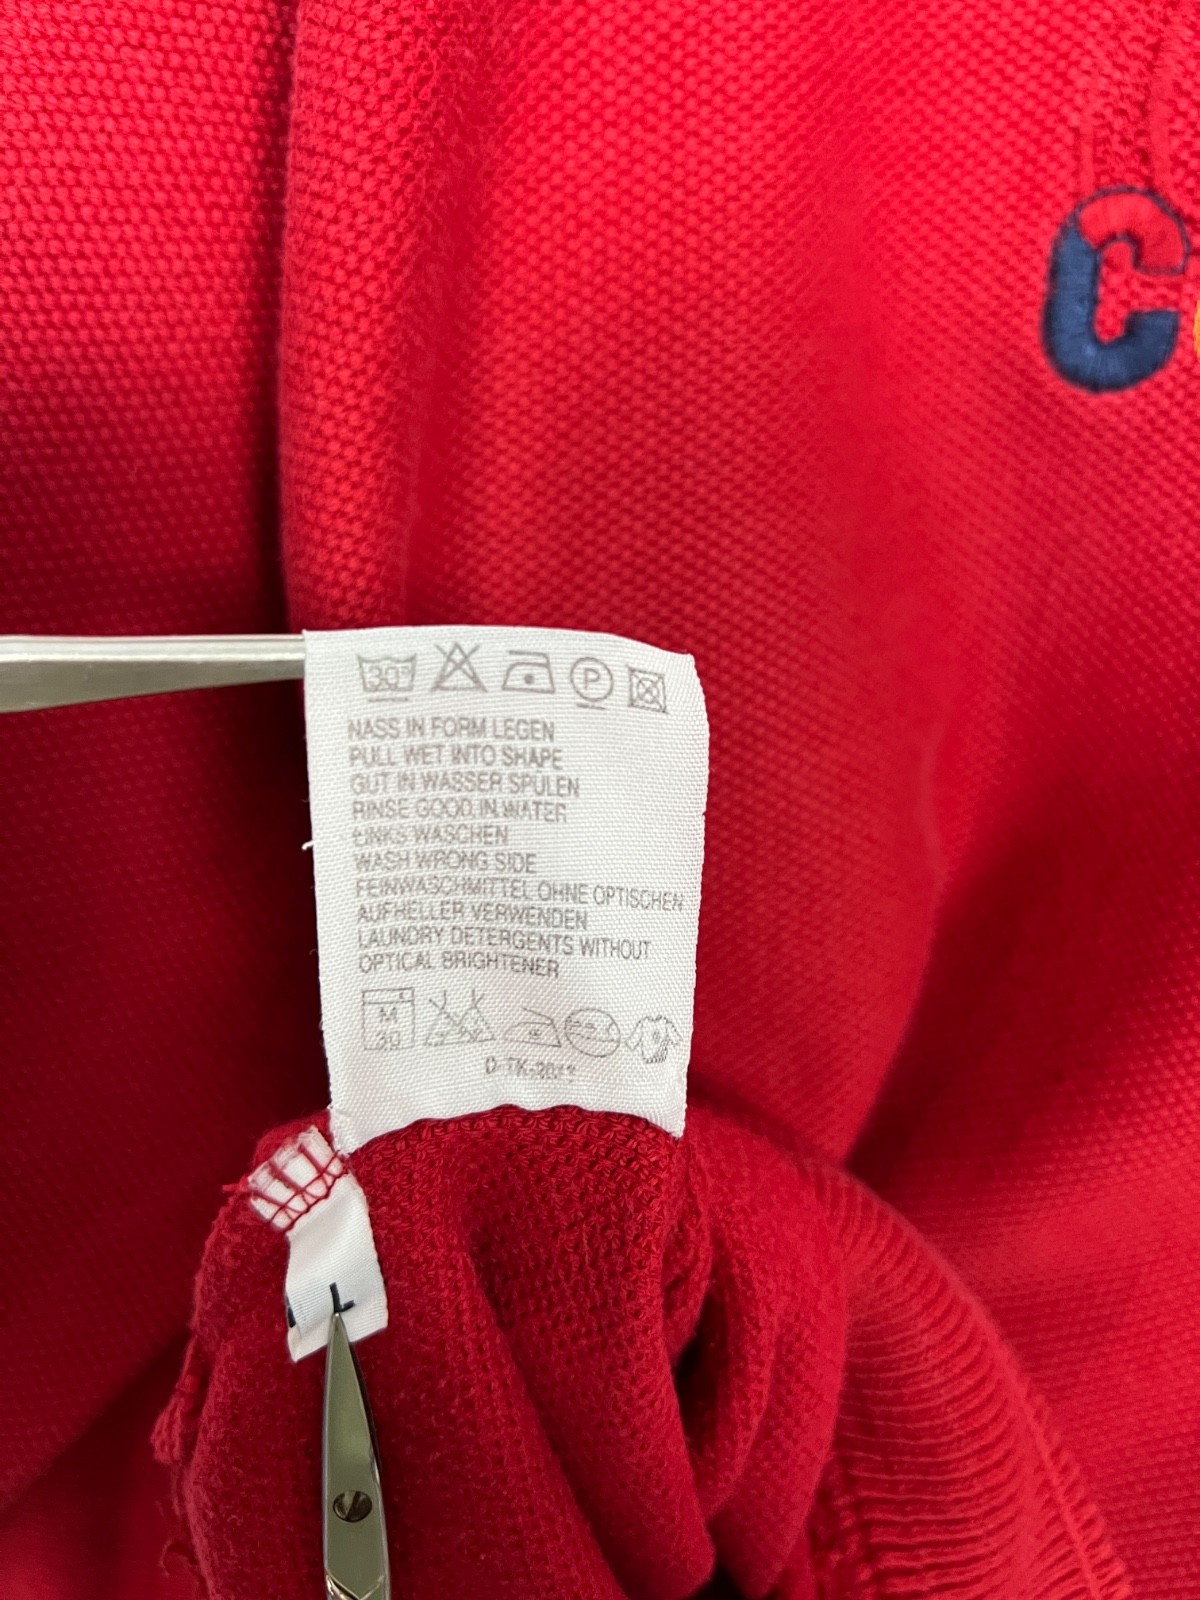 C
30°
P
NASS IN FORM LEGEN
PULL WET INTO SHAPE
GUT IN WASSER SPÜLEN
RINSE GOOD IN WATER
LINKS WASCHEN
WASH WRONG SIDE
FEINWASCHMITTEL OHNE OPTISCHEN
AUFHELLER VERWENDEN
LAUNDRY DETERGENTS WITHOUT
OPTICAL BRIGHTENER
M
30
L